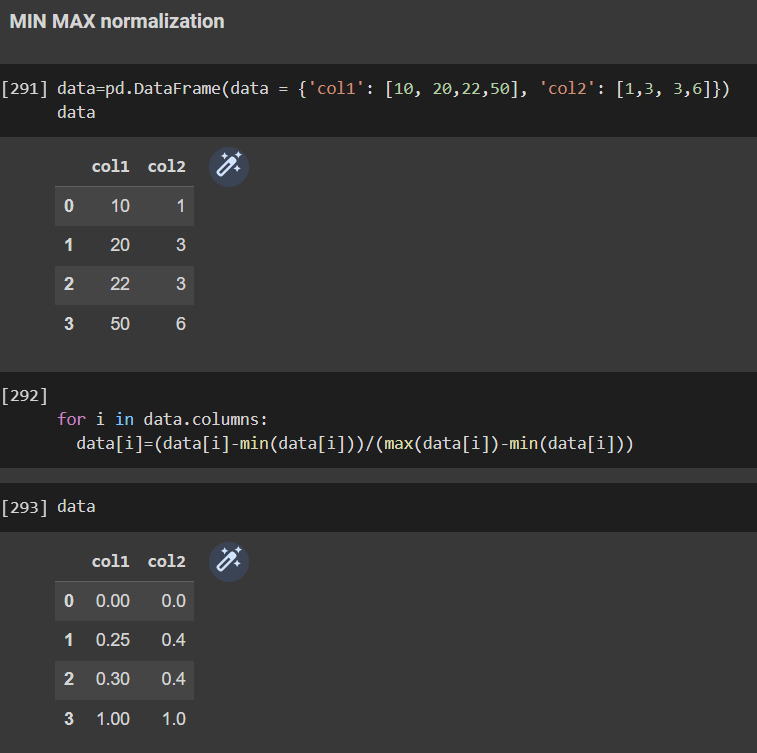 MIN MAX normalization
[291] data=pd.DataFrame(data = {'col1': [10, 20,22,50], 'col2': [1,3, 3,6]})
data
col1 col2
0 10 1
1 20 3
2 22 3
3 50 6
[292]
for i in data.columns:
data[i]=(data[i]-min(data[i]))/(max(data[i])-min(data[i]))
[293] data
col1 col2
0 0.00 0.0
1 0.25 0.4
2 0.30 0.4
3 1.00 1.0